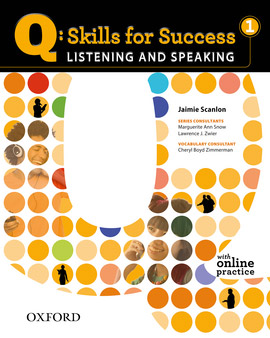 Q: Skills for Success 1
LISTENING AND SPEAKING
Jaimie Scanlon
SERIES CONSULTANTS
Marguerite Ann Snow
Lawrence J. Zwier
VOCABULARY CONSULTANT
Cheryl Boyd Zimmerman
with
online
practice
OXFORD